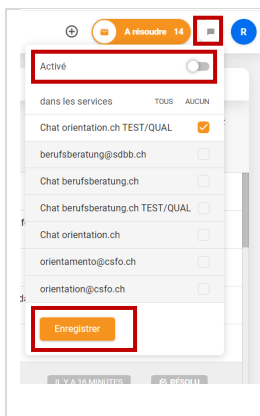 A résoudre 14 R
Activé
dans les services TOUS AUCUN
Chat orientation.ch TEST/QUAL
berufsberatung@sdbb.ch
Chat berufsberatung.ch
Chat berufsberatung.ch TEST/QUAL
Chat orientation.ch
orientamento@csfo.ch
orientation@csfo.ch
Enregistrer
IL Y A 16 MINUTES RÉSOLU